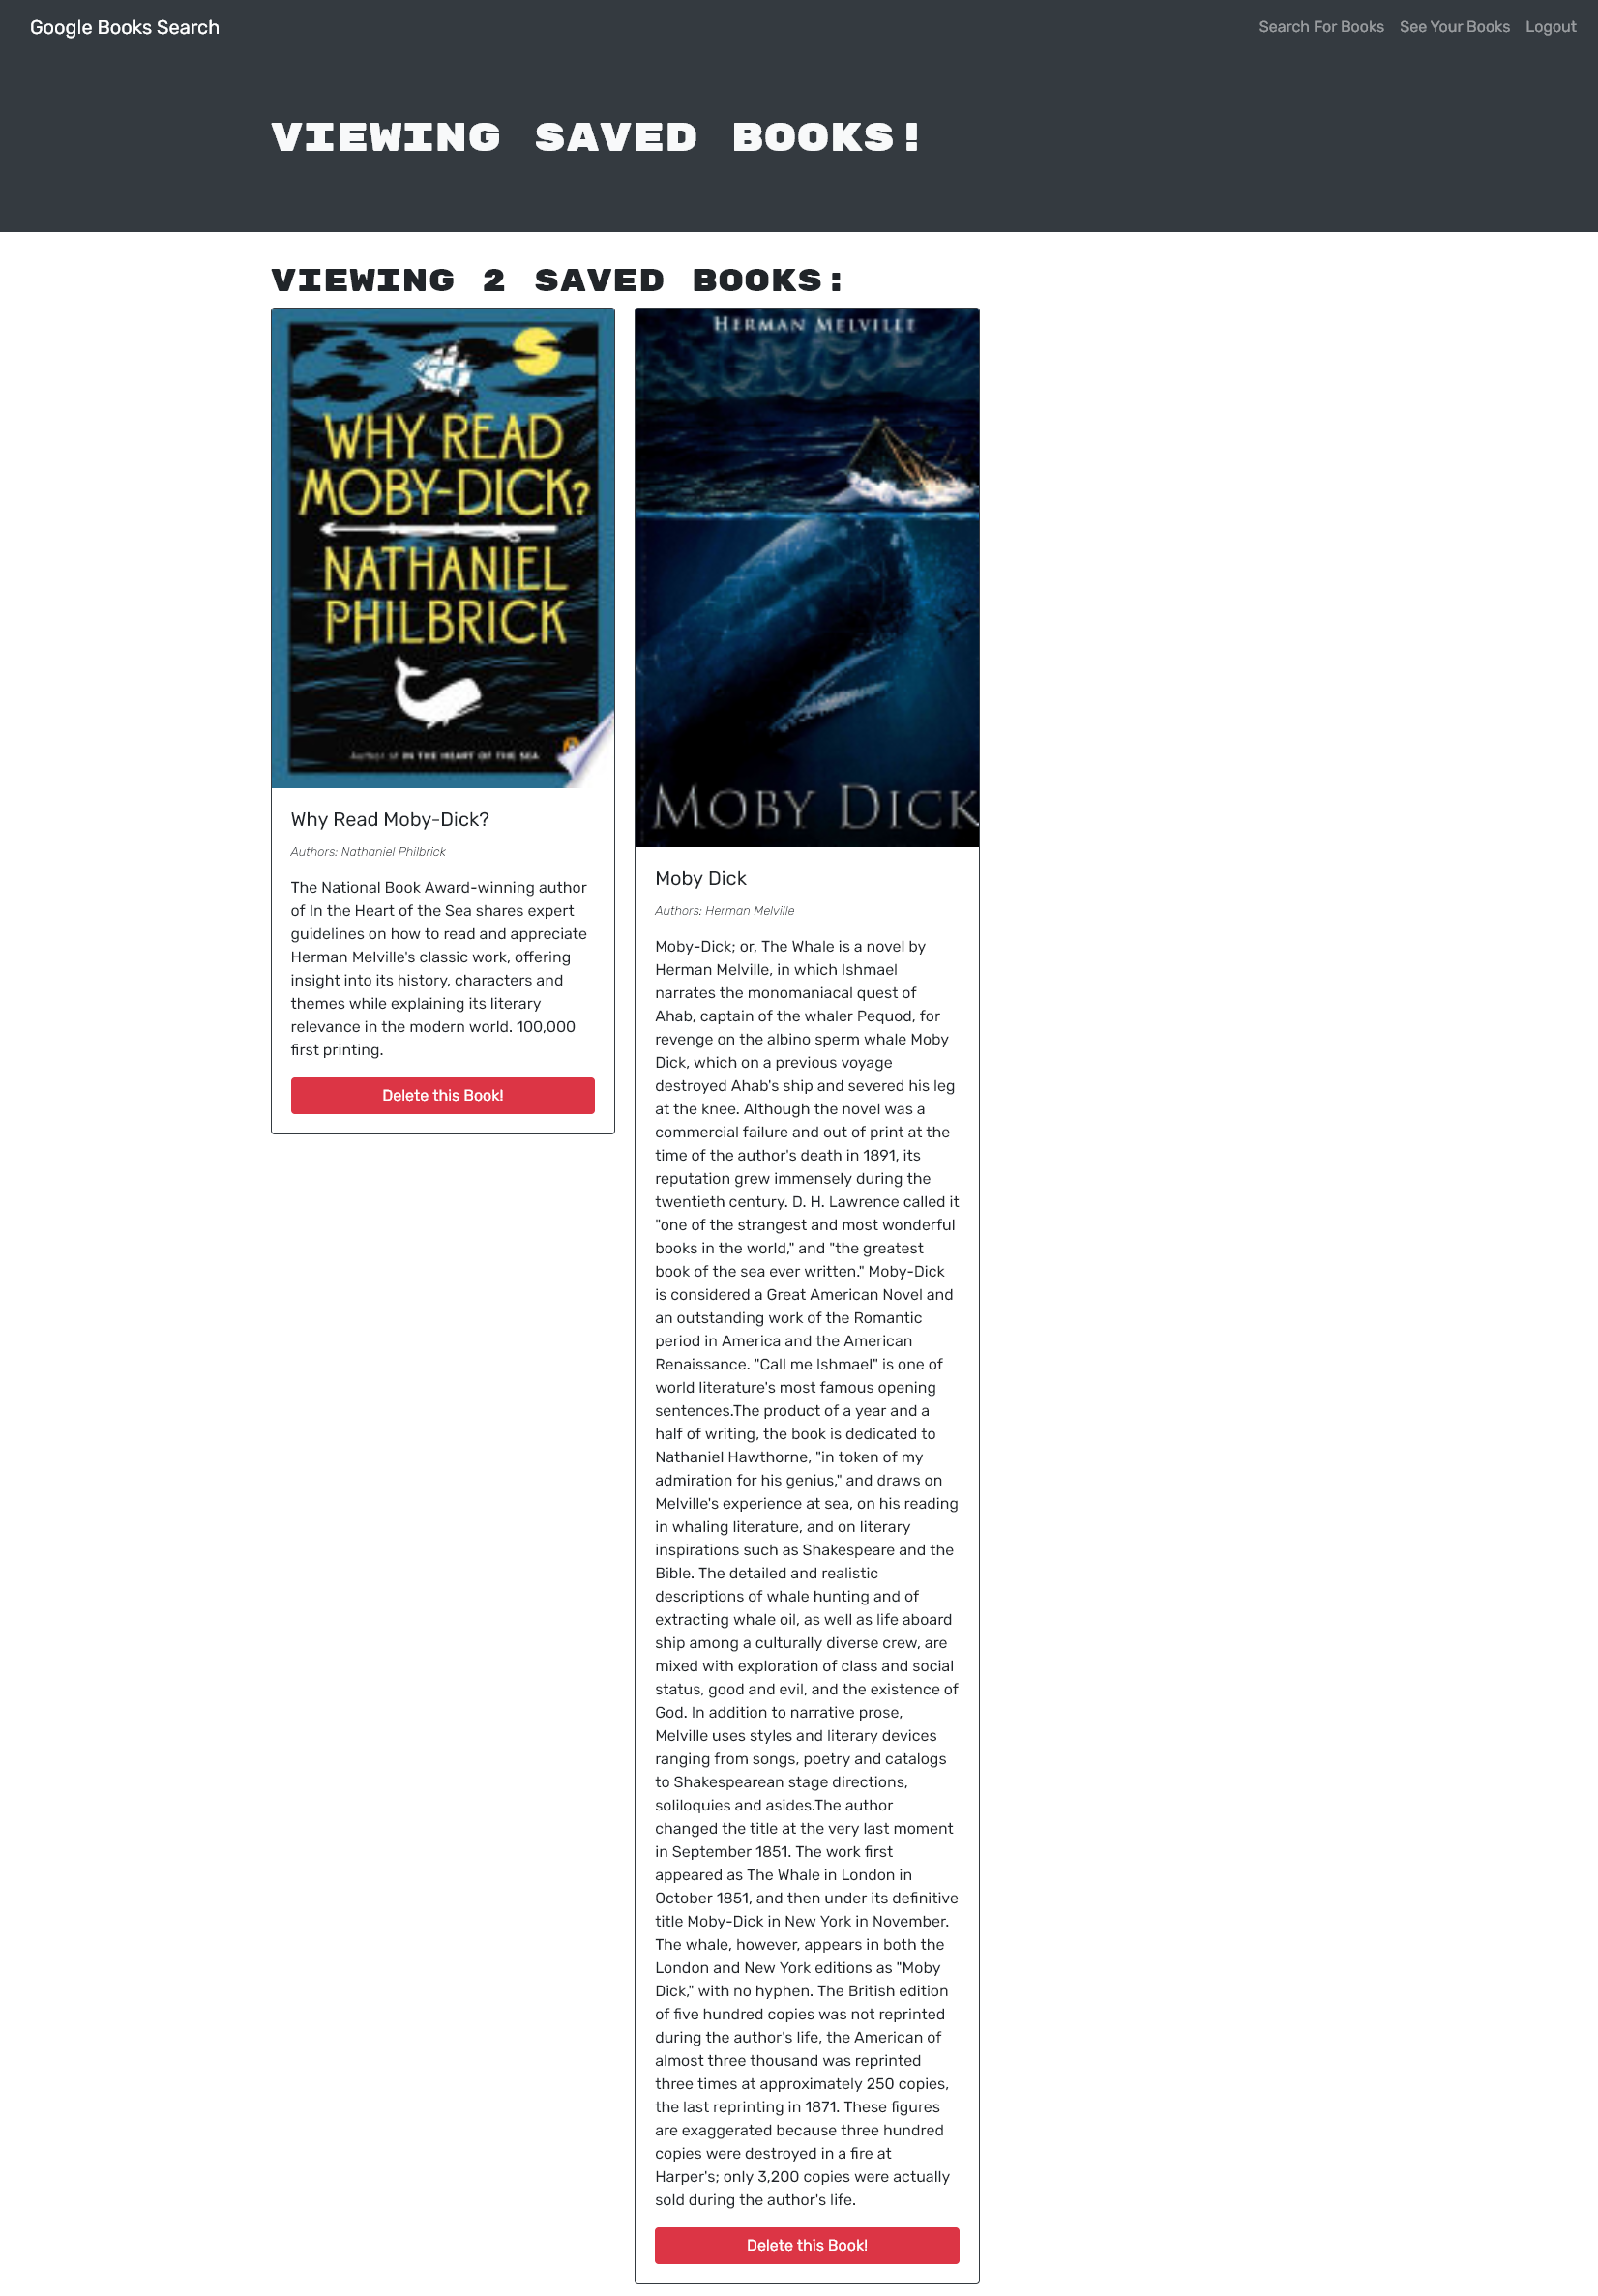 Google Books Search
Search For Books See Your Books Logout
VIEWING SAVED BOOKS!
VIEWING 2 SAVED BOOKS:
WHY READ
MOBY-DICK?
NATHANIEL
PHILBRICK
Author of IN THE HEART OF THE SEA
Why Read Moby-Dick?
Authors: Nathaniel Philbrick
The National Book Award-winning author
of In the Heart of the Sea shares expert
guidelines on how to read and appreciate
Herman Melville's classic work, offering
insight into its history, characters and
themes while explaining its literary
relevance in the modern world. 100,000
first printing.
Delete this Book!
HERMAN MELVILLE
MOBY DICK
Moby Dick
Authors: Herman Melville
Moby-Dick; or, The Whale is a novel by
Herman Melville, in which Ishmael
narrates the monomaniacal quest of
Ahab, captain of the whaler Pequod, for
revenge on the albino sperm whale Moby
Dick, which on a previous voyage
destroyed Ahab's ship and severed his leg
at the knee. Although the novel was a
commercial failure and out of print at the
time of the author's death in 1891, its
reputation grew immensely during the
twentieth century. D. H. Lawrence called it
"one of the strangest and most wonderful
books in the world," and "the greatest
book of the sea ever written." Moby-Dick
is considered a Great American Novel and
an outstanding work of the Romantic
period in America and the American
Renaissance. "Call me Ishmael" is one of
world literature's most famous opening
sentences.The product of a year and a
half of writing, the book is dedicated to
Nathaniel Hawthorne, "in token of my
admiration for his genius," and draws on
Melville's experience at sea, on his reading
in whaling literature, and on literary
inspirations such as Shakespeare and the
Bible. The detailed and realistic
descriptions of whale hunting and of
extracting whale oil, as well as life aboard
ship among a culturally diverse crew, are
mixed with exploration of class and social
status, good and evil, and the existence of
God. In addition to narrative prose,
Melville uses styles and literary devices
ranging from songs, poetry and catalogs
to Shakespearean stage directions,
soliloquies and asides.The author
changed the title at the very last moment
in September 1851. The work first
appeared as The Whale in London in
October 1851, and then under its definitive
title Moby-Dick in New York in November.
The whale, however, appears in both the
London and New York editions as "Moby
Dick," with no hyphen. The British edition
of five hundred copies was not reprinted
during the author's life, the American of
almost three thousand was reprinted
three times at approximately 250 copies,
the last reprinting in 1871. These figures
are exaggerated because three hundred
copies were destroyed in a fire at
Harper's; only 3,200 copies were actually
sold during the author's life.
Delete this Book!